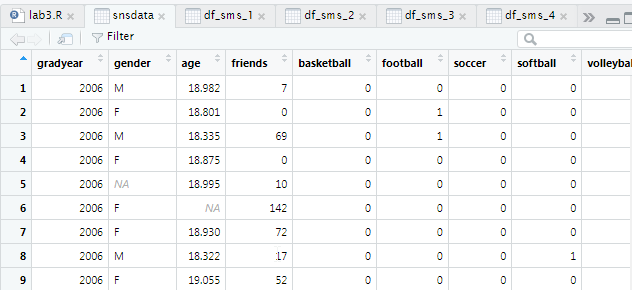 lab3.R × snsdata × df_sms_1 × df_sms_2 × df_sms_3 × df_sms_4 ×
Filter
gradyear gender age friends basketball football soccer softball volleyba
1 2006 M 18.982 7 0 0 0 0
2 2006 F 18.801 0 0 1 0 0
3 2006 M 18.335 69 0 1 0 0
4 2006 F 18.875 0 0 0 0 0
5 2006 NA 18.995 10 0 0 0 0
6 2006 F NA 142 0 0 0 0
7 2006 F 18.930 72 0 0 0 0
8 2006 M 18.322 17 0 0 0 1
9 2006 F 19.055 52 0 0 0 0